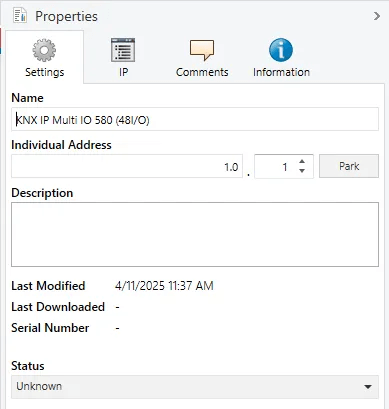 Properties
Settings
IP
Comments
Information
Name
KNX IP Multi IO 580 (48I/O)
Individual Address
1.0 . 1 Park
Description
Last Modified 4/11/2025 11:37 AM
Last Downloaded -
Serial Number -
Status
Unknown